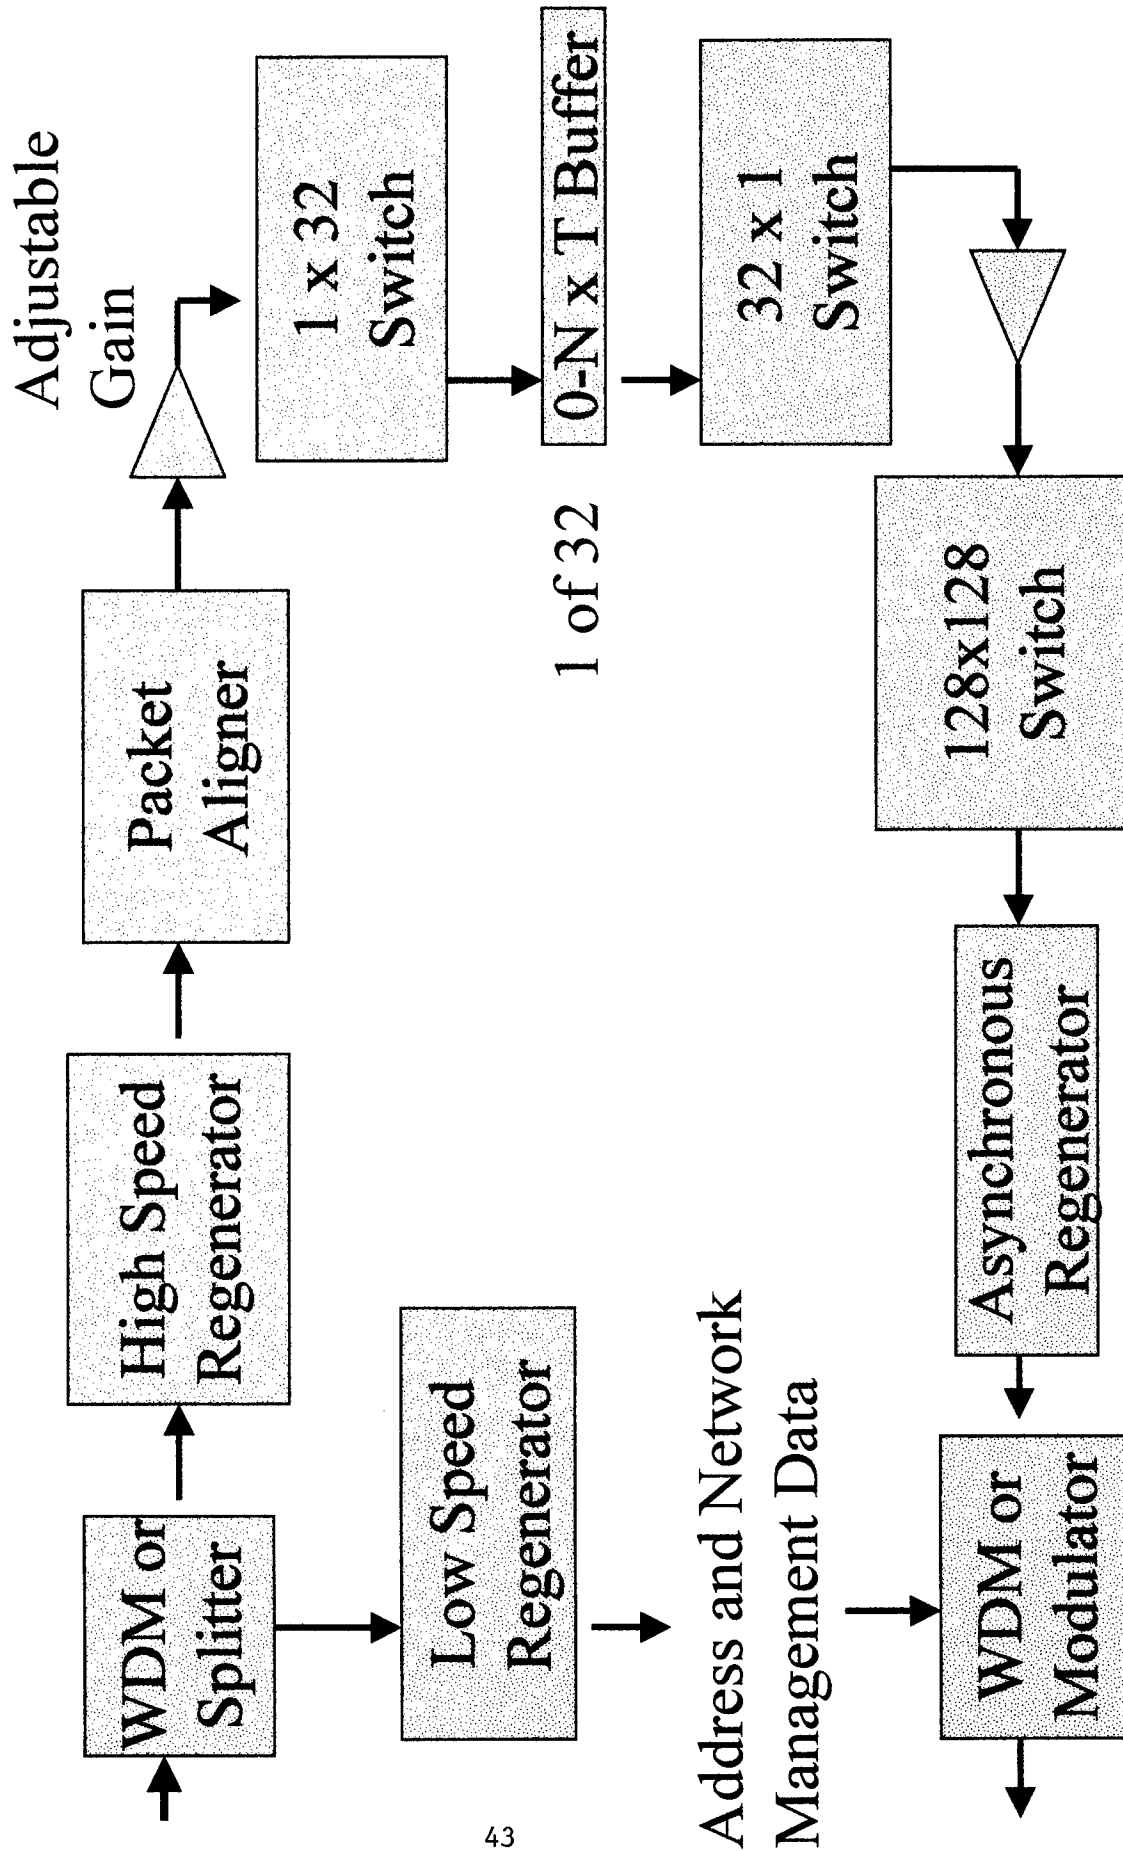 WDM or
Splitter
High Speed
Regenerator
Packet
Aligner
Adjustable
Gain
1 x 32
Switch
Low Speed
Regenerator
1 of 32
0-N x T Buffer
Address and Network
Management Data
32 x 1
Switch
WDM or
Modulator
Asynchronous
Regenerator
128x128
Switch
43